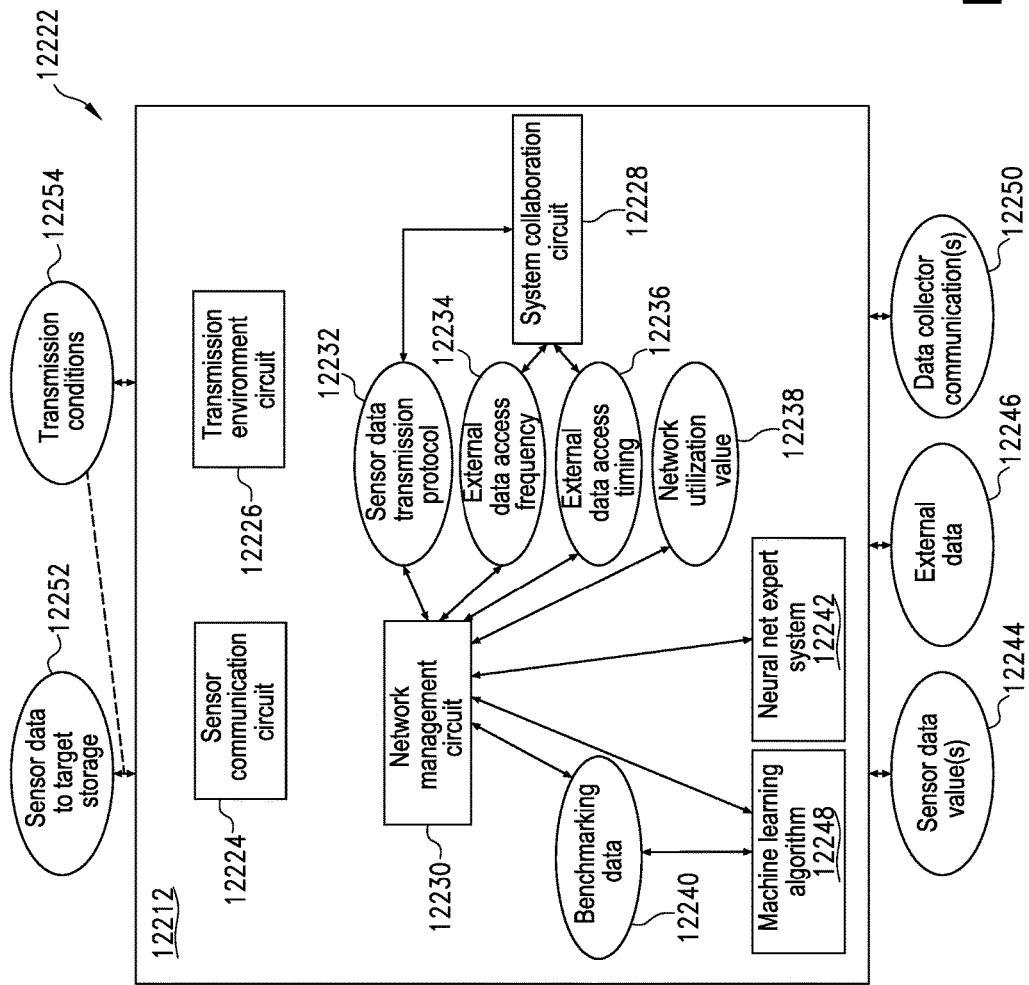 12222
12252
12254
Sensor data
to target
storage
Transmission
conditions
12212
Sensor
communication
circuit
12224
Transmission
environment
circuit
12226
Network
management
circuit
12230
Sensor data
transmission
protocol
12232
External
data access
frequency
12234
External
data access
timing
12236
Network
utilization
value
12238
System collaboration
circuit
12228
Benchmarking
data
12240
Machine learning
algorithm
12248
Neural net expert
system
12242
Sensor data
value(s)
12244
External
data
12246
Data collector
communication(s)
12250